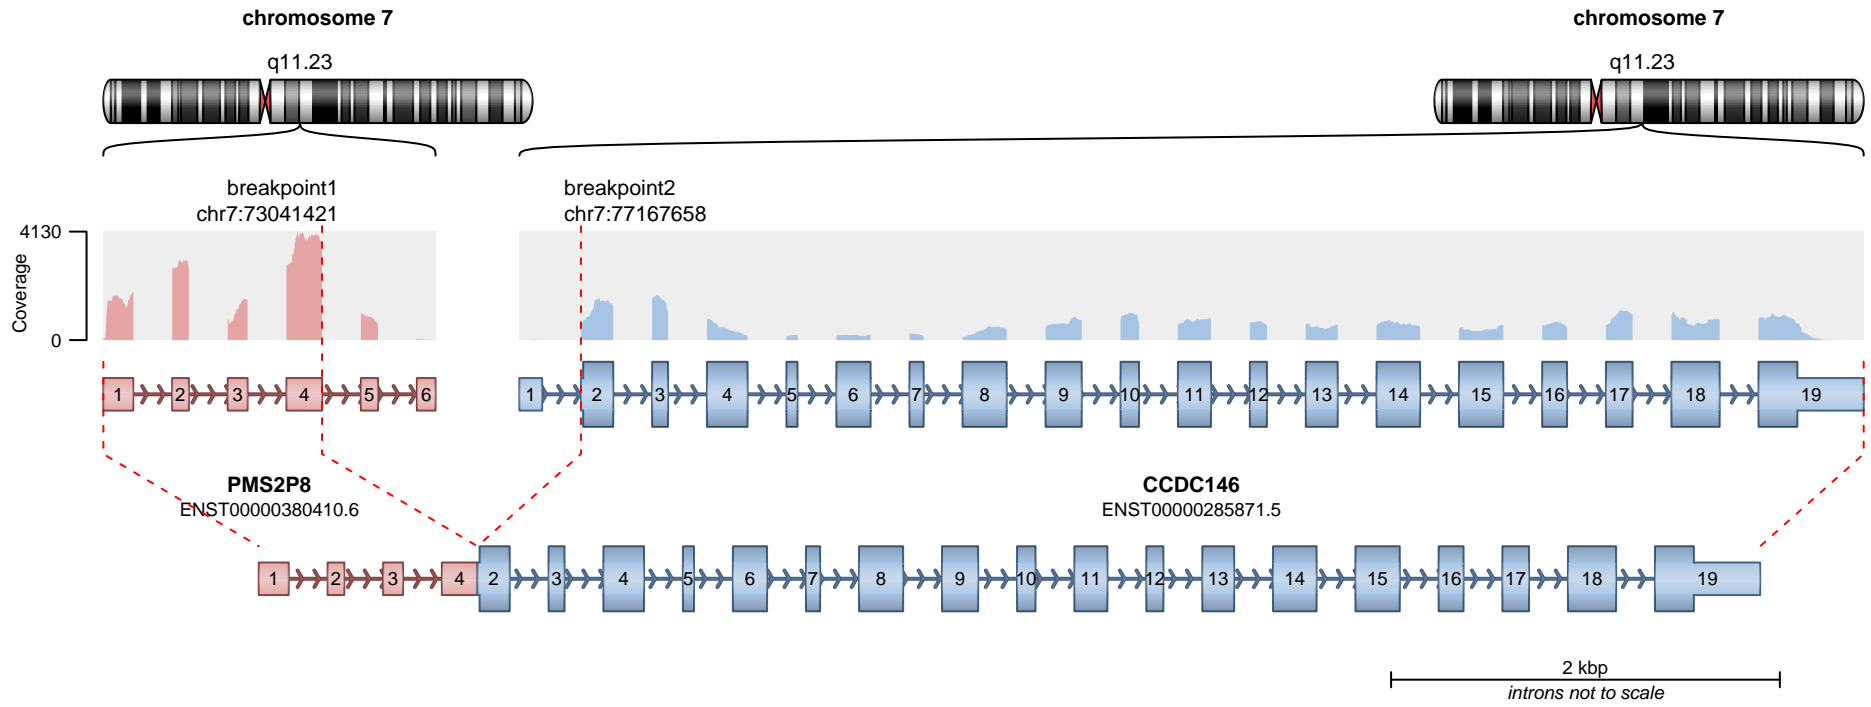 chromosome 7
chromosome 7
q11.23
q11.23
breakpoint1
chr7:73041421
breakpoint2
chr7:77167658
4130
Coverage
0
1 2 3 4 5 6
1 2 3 4 5 6 7 8 9 10 11 12 13 14 15 16 17 18 19
PMS2P8
ENST00000380410.6
CCDC146
ENST00000285871.5
1 2 3 4 2 3 4 5 6 7 8 9 10 11 12 13 14 15 16 17 18 19
2 kbp
introns not to scale